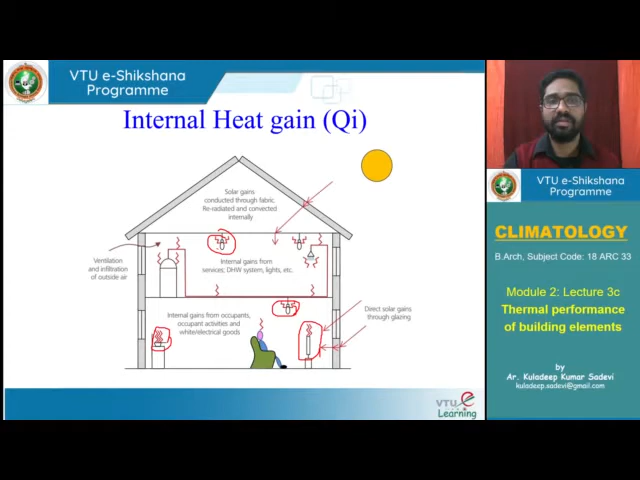 VTU e-Shikshana
Programme
Internal Heat gain (Qi)
Solar gains
conducted through fabric.
Re-radiated and convected
internally
Ventilation
and infiltration
of outside air
Internal gains from
services; DHW system, lights, etc.
Internal gains from occupants,
occupant activities and
white/electrical goods
Direct solar gains
through glazing
VTU e
Learning
VTU e-Shikshana
Programme
CLIMATOLOGY
B.Arch, Subject Code: 18 ARC 33
Module 2: Lecture 3c
Thermal performance
of building elements
by
Ar. Kuladeep Kumar Sadevi
kuladeep.sadevi@gmail.com